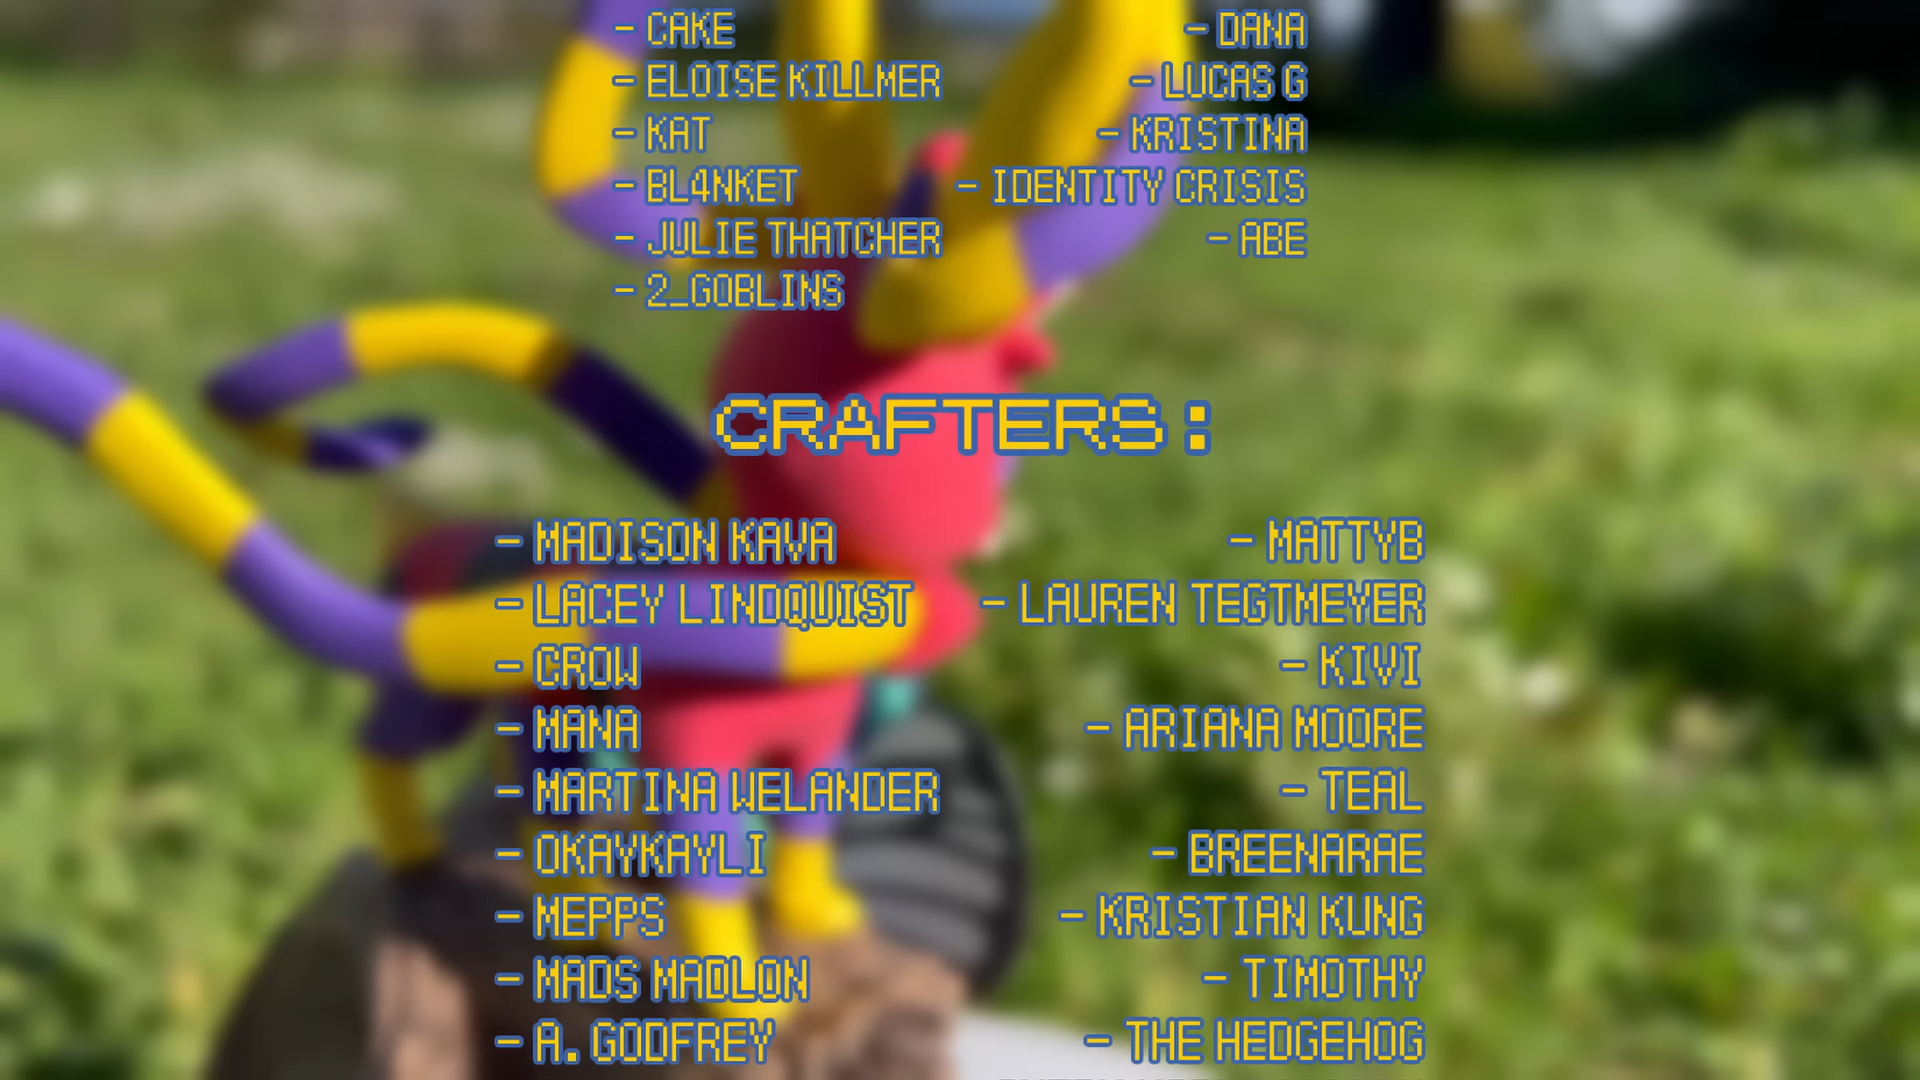 - CAKE
- ELOISE KILLMER
- KAT
- BL4NKET
- JULIE THATCHER
- 2_GOBLINS
- DANA
- LUCAS G
- KRISTINA
- IDENTITY CRISIS
- ABE
CRAFTERS:
- MADISON KAVA
- LACEY LINDQUIST
- CROW
- MANA
- MARTINA WELANDER
- OKAYKAYLI
- MEPPS
- MADS MADLON
- A. GODFREY
- MATTYB
- LAUREN TEGTMEYER
- KIVI
- ARIANA MOORE
- TEAL
- BREENARAE
- KRISTIAN KUNG
- TIMOTHY
- THE HEDGEHOG